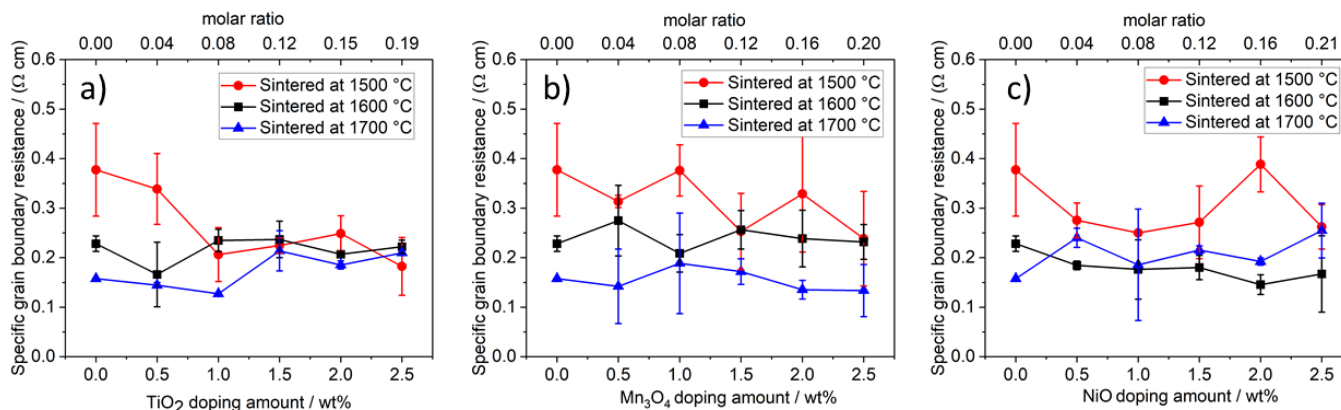 molar ratio
0.00 0.04 0.08 0.12 0.15 0.19
a)
Sintered at 1500 °C
Sintered at 1600 °C
Sintered at 1700 °C
Specific grain boundary resistance / (Ω cm)
0.6
0.5
0.4
0.3
0.2
0.1
0.0
0.0 0.5 1.0 1.5 2.0 2.5
TiO₂ doping amount / wt%
molar ratio
0.00 0.04 0.08 0.12 0.16 0.20
b)
Sintered at 1500 °C
Sintered at 1600 °C
Sintered at 1700 °C
Specific grain boundary resistance / (Ω cm)
0.6
0.5
0.4
0.3
0.2
0.1
0.0
0.0 0.5 1.0 1.5 2.0 2.5
Mn₃O₄ doping amount / wt%
molar ratio
0.00 0.04 0.08 0.12 0.16 0.21
c)
Sintered at 1500 °C
Sintered at 1600 °C
Sintered at 1700 °C
Specific grain boundary resistance / (Ω cm)
0.6
0.5
0.4
0.3
0.2
0.1
0.0
0.0 0.5 1.0 1.5 2.0 2.5
NiO doping amount / wt%